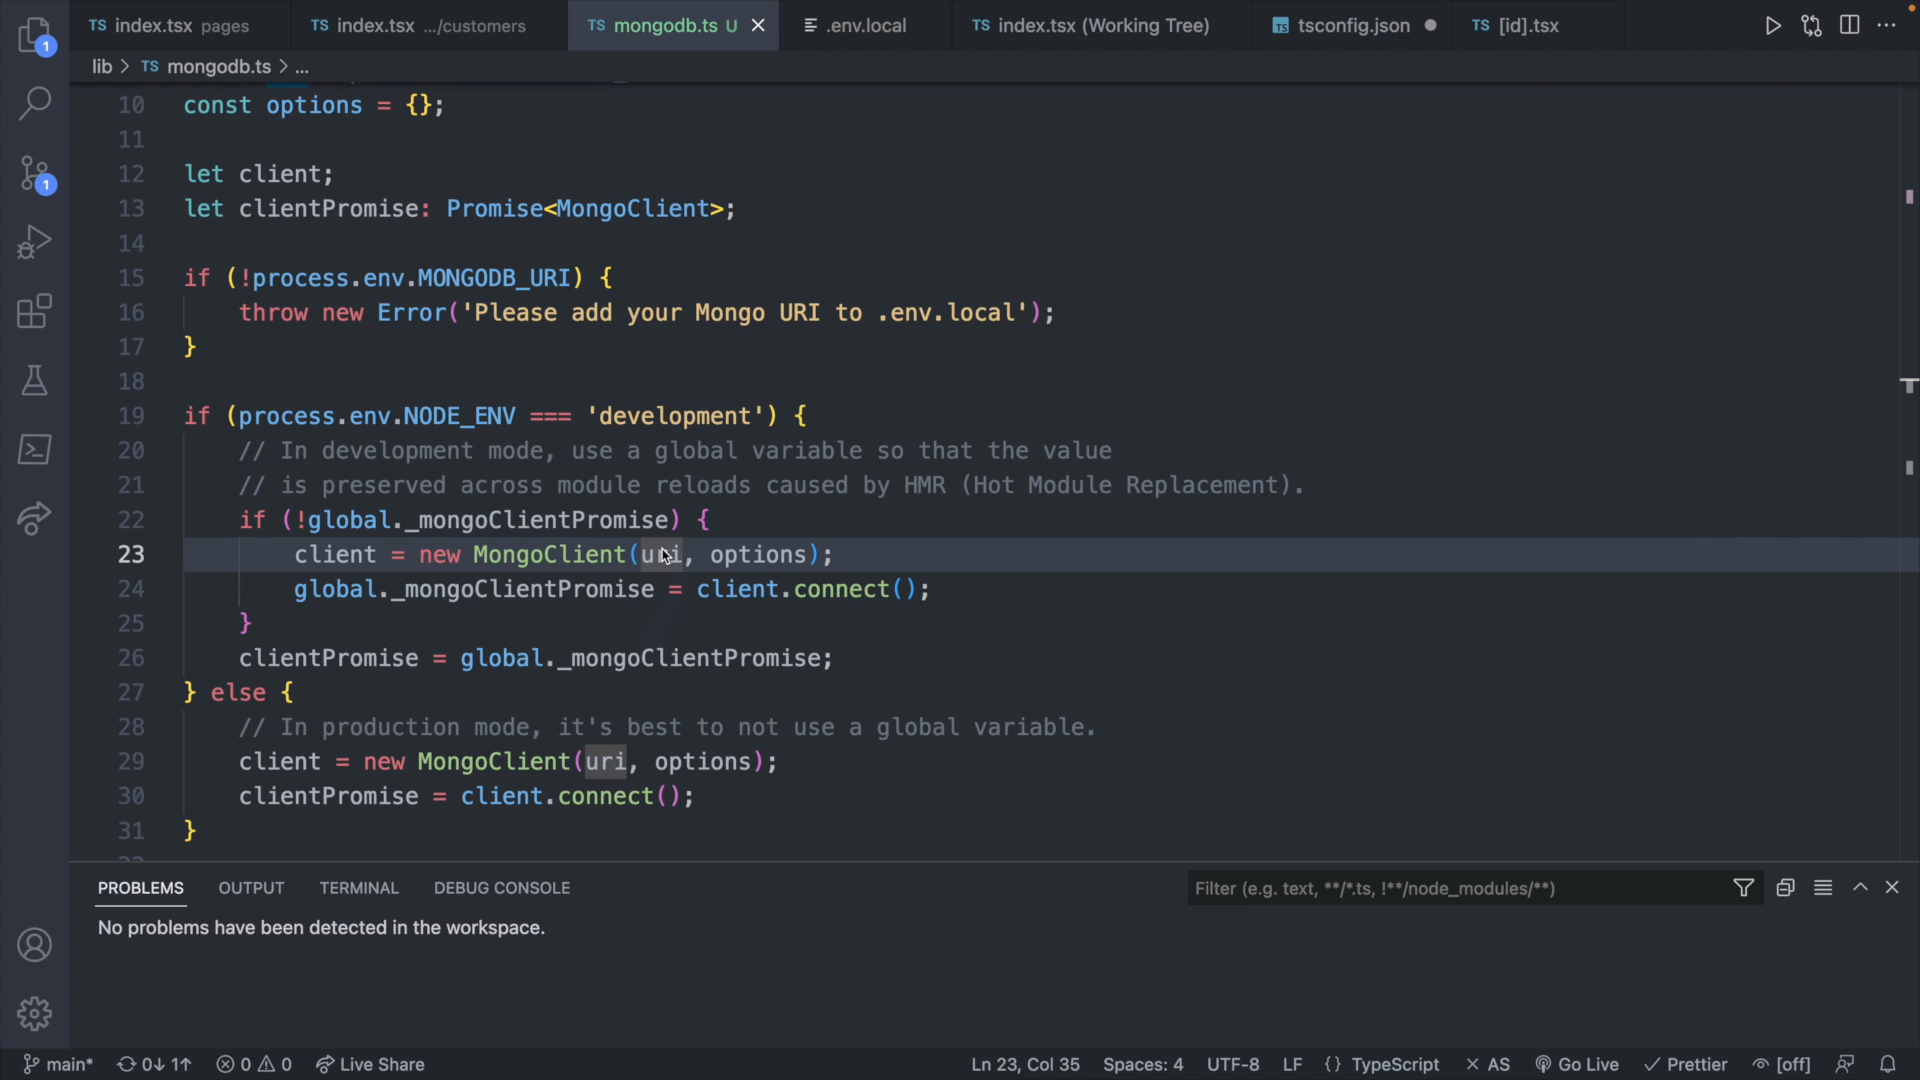 TS index.tsx pages TS index.tsx .../customers TS mongodb.ts U .env.local TS index.tsx (Working Tree) TS tsconfig.json TS [id].tsx
1
lib > TS mongodb.ts > ...
10 const options = {};
11
12 let client;
1
13 let clientPromise: Promise<MongoClient>;
14
15 if (!process.env.MONGODB_URI) {
16 throw new Error('Please add your Mongo URI to .env.local');
17 }
18
19 if (process.env.NODE_ENV === 'development') {
20 // In development mode, use a global variable so that the value
21 // is preserved across module reloads caused by HMR (Hot Module Replacement).
22 if (!global._mongoClientPromise) {
23 client = new MongoClient(uri, options);
24 global._mongoClientPromise = client.connect();
25 }
26 clientPromise = global._mongoClientPromise;
27 } else {
28 // In production mode, it's best to not use a global variable.
29 client = new MongoClient(uri, options);
30 clientPromise = client.connect();
31 }
PROBLEMS OUTPUT TERMINAL DEBUG CONSOLE Filter (e.g. text, **/*.ts, !**/node_modules/**)
No problems have been detected in the workspace.
main* 0↓ 1↑ 0 0 Live Share Ln 23, Col 35 Spaces: 4 UTF-8 LF {} TypeScript × AS Go Live ✓ Prettier [off]